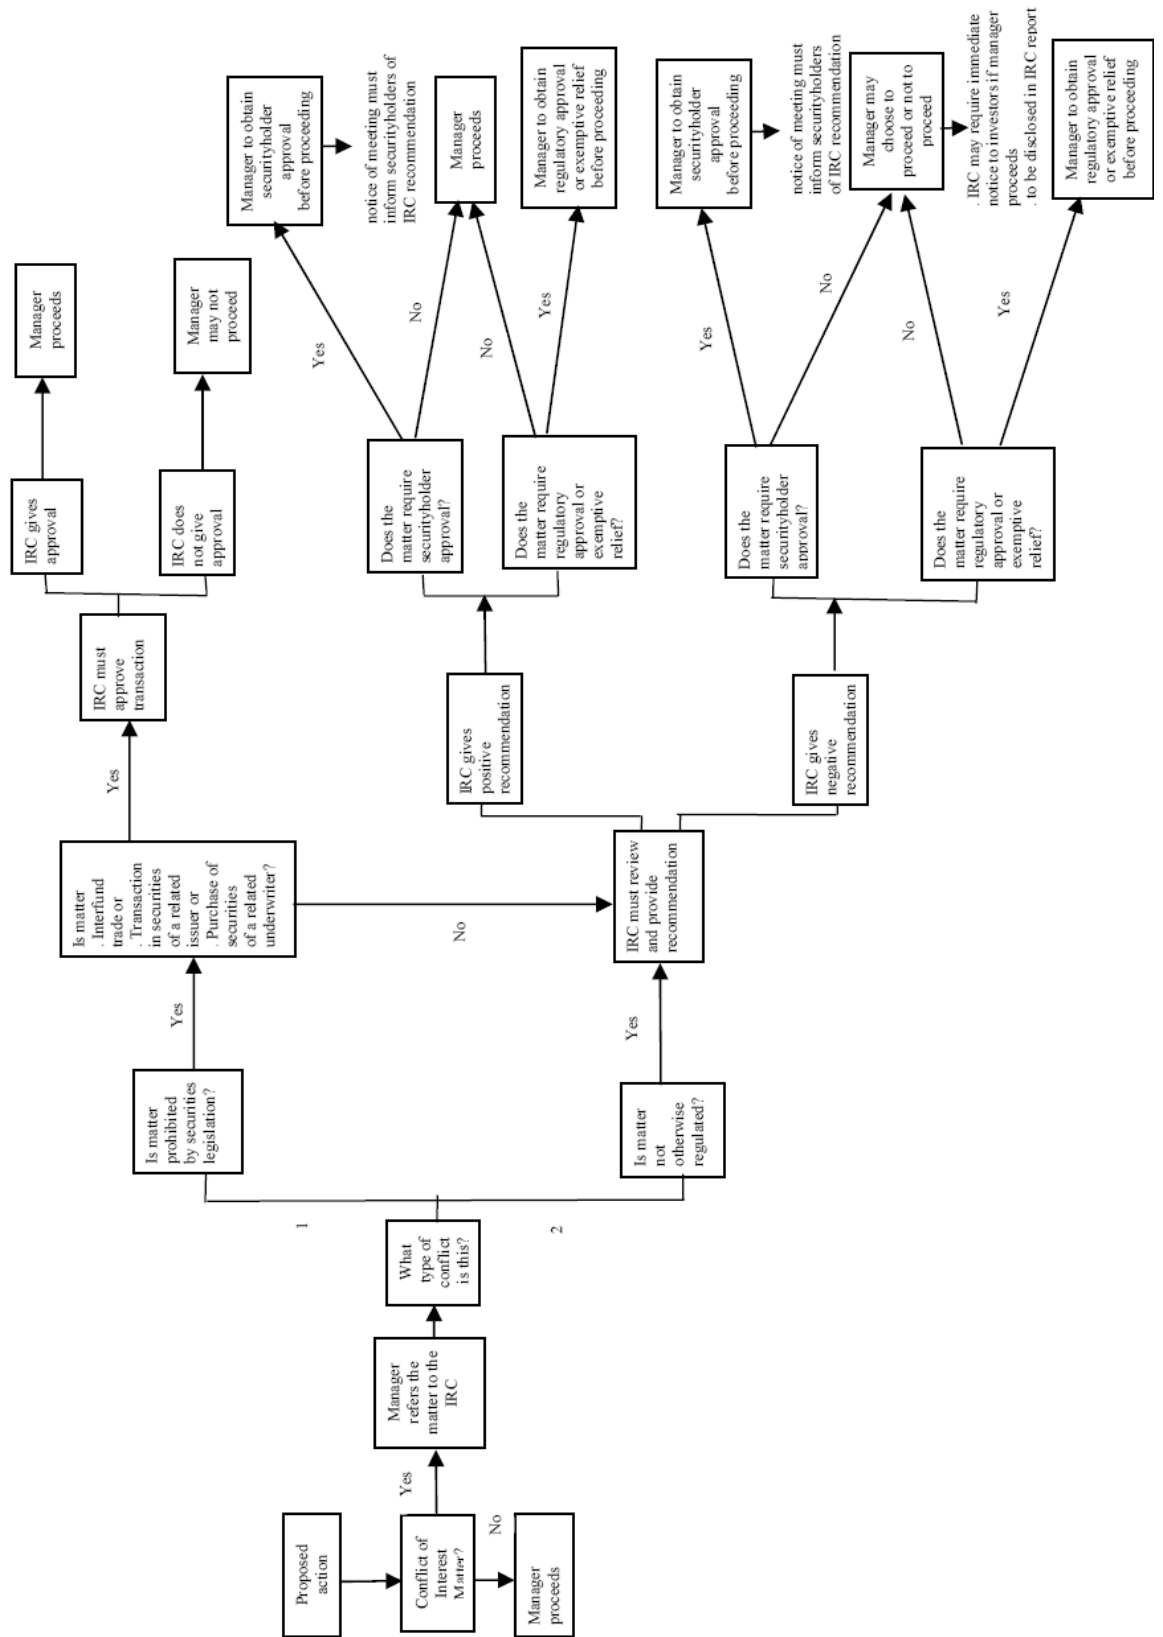 Proposed
action
Conflict of
Interest
Matter?
No
Manager
proceeds
Yes
Manager
refers the
matter to the
IRC
What
type of
conflict
is this?
1
2
Is matter
prohibited
by securities
legislation?
Yes
Is matter
. Interfund
trade or
. Transaction
in securities
of a related
issuer or
. Purchase of
securities
of a related
underwriter?
Yes
No
IRC must
approve
transaction
IRC gives
approval
Manager
proceeds
IRC does
not give
approval
Manager
may not
proceed
Is matter
not
otherwise
regulated?
Yes
IRC must review
and provide
recommendation
IRC gives
positive
recommendation
Does the
matter require
securityholder
approval?
Yes
Manager to obtain
securityholder
approval
before proceeding
notice of meeting must
inform securityholders of
IRC recommendation
No
Manager
proceeds
Does the
matter require
regulatory
approval or
exemptive
relief?
No
Yes
Manager to obtain
regulatory approval
or exemptive relief
before proceeding
IRC gives
negative
recommendation
Does the
matter require
securityholder
approval?
Yes
Manager to obtain
securityholder
approval
before proceeding
notice of meeting must
inform securityholders
of IRC recommendation
No
Manager may
choose to
proceed or not to
proceed
. IRC may require immediate
notice to investors if manager
proceeds
. to be disclosed in IRC report
Does the
matter require
regulatory
approval or
exemptive
relief?
No
Yes
Manager to obtain
regulatory approval
or exemptive relief
before proceeding